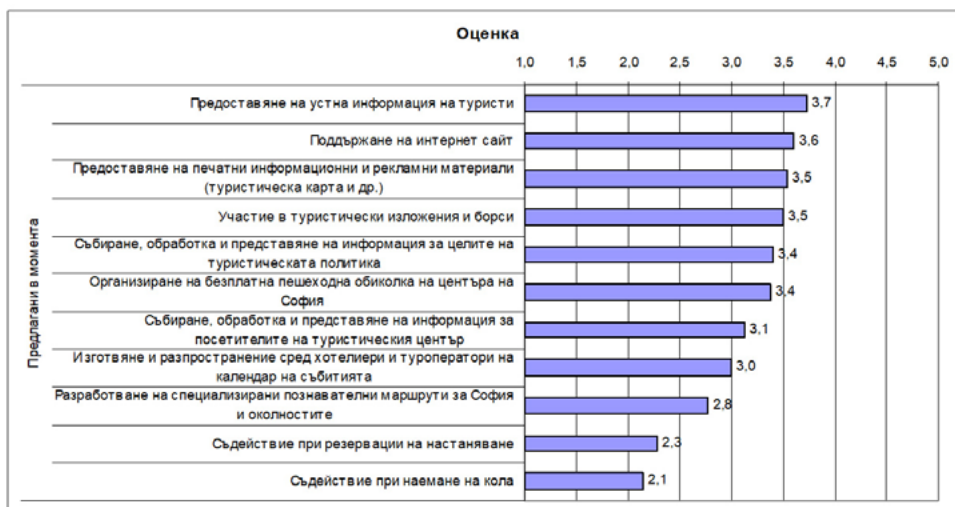 Оценка
1,0 1,5 2,0 2,5 3,0 3,5 4,0 4,5 5,0
Предлагани в момента
Предоставяне на устна информация на туристи 3,7
Поддържане на интернет сайт 3,6
Предоставяне на печатни информационни и рекламни материали
(туристическа карта и др.) 3,5
Участие в туристически изложения и борси 3,5
Събиране, обработка и представяне на информация за целите на
туристическата политика 3,4
Организиране на безплатна пешеходна обиколка на центъра на
София 3,4
Събиране, обработка и представяне на информация за
посетителите на туристическия център 3,1
Изготвяне и разпространение сред хотелиери и туроператори на
календар на събитията 3,0
Разработване на специализирани познавателни маршрути за София
и околностите 2,8
Съдействие при резервации на настаняване 2,3
Съдействие при наемане на кола 2,1